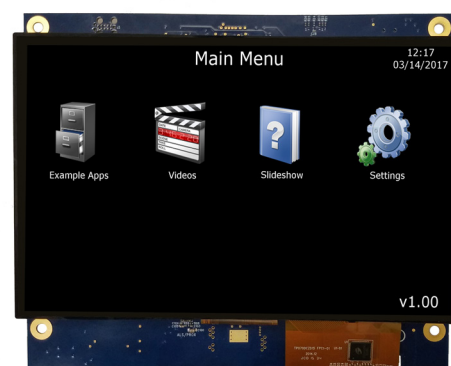 Main Menu
12:17
03/14/2017
Example Apps
Videos
Slideshow
Settings
v1.00